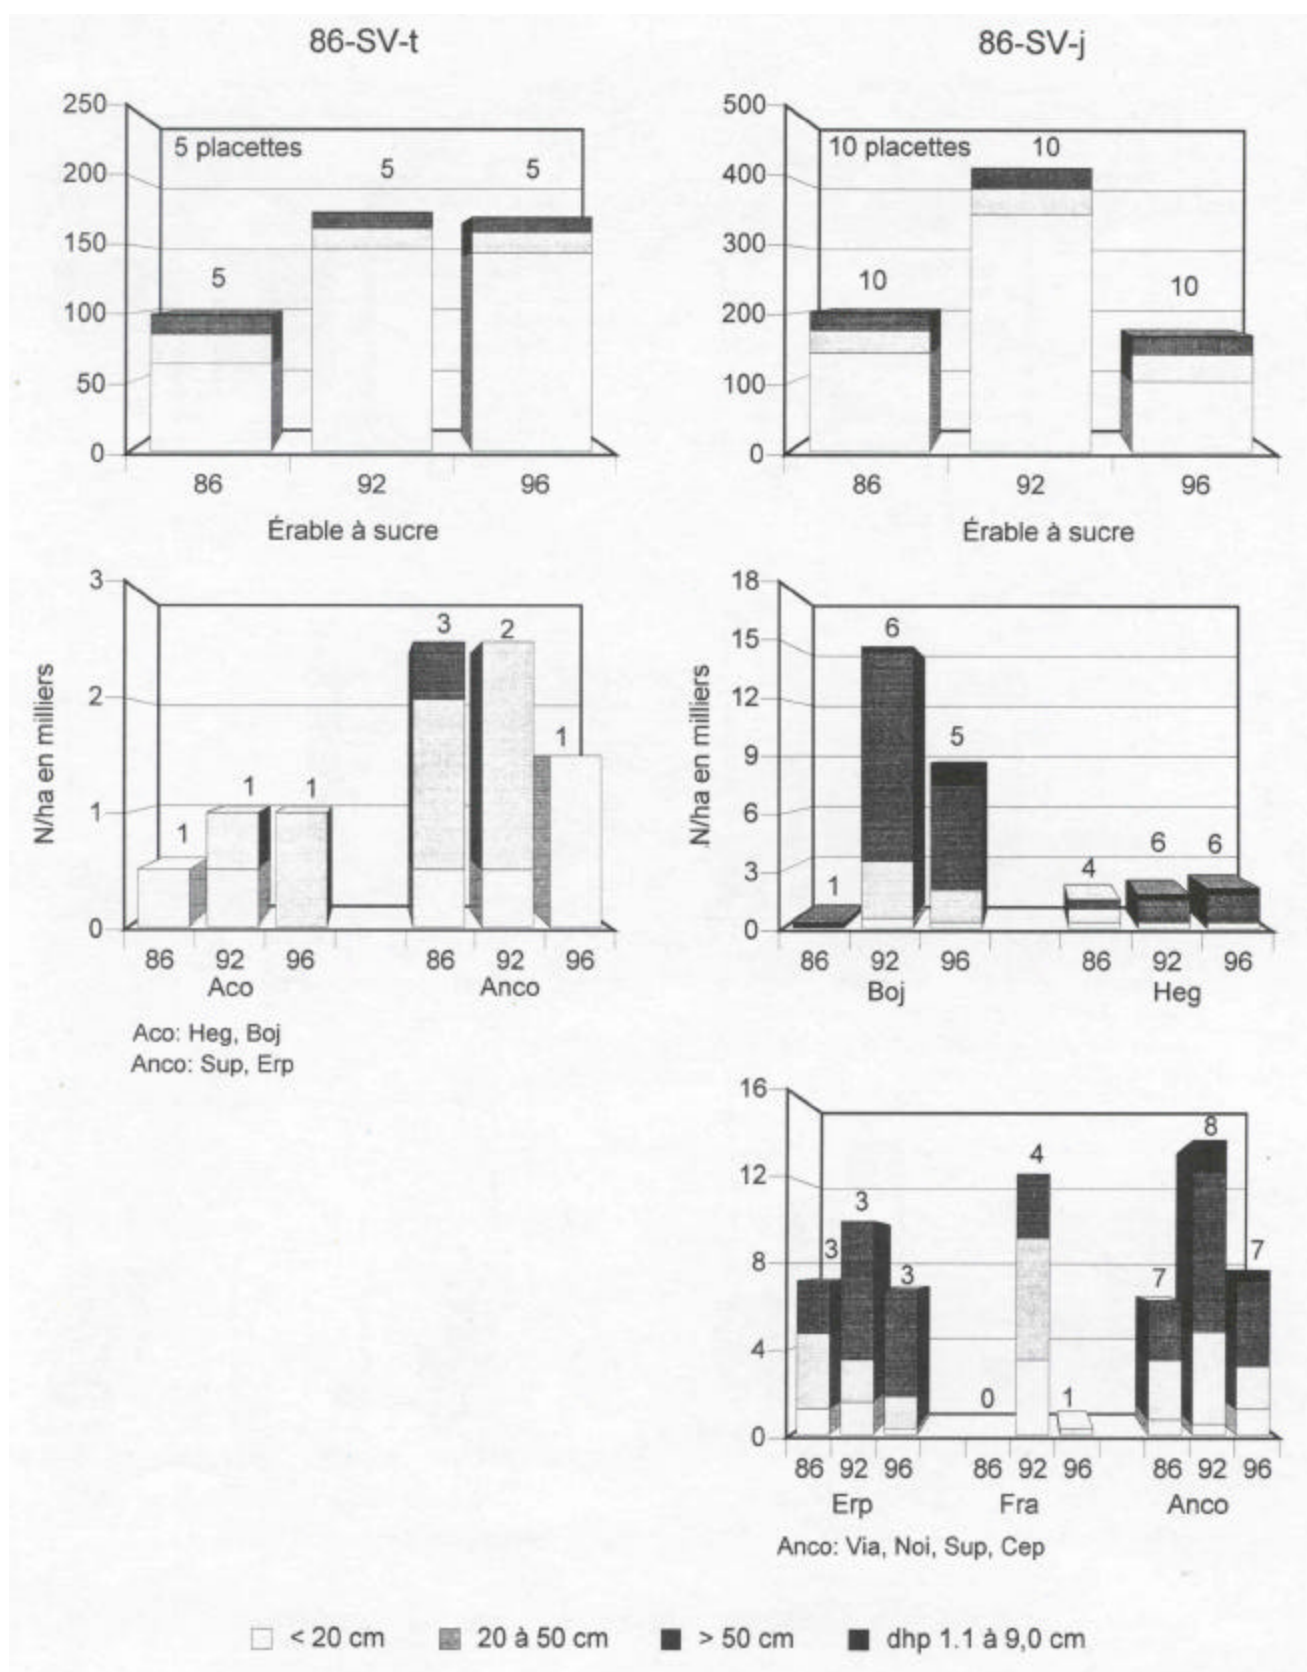 86-SV-t
250
200
150
100
50
0
5 placettes
5
5
5
86
92
96
Érable à sucre
86-SV-j
500
400
300
200
100
0
10 placettes
10
10
10
86
92
96
Érable à sucre
N/ha en milliers
3
2
1
0
1
1
1
3
2
1
86
92
96
86
92
96
Aco
Anco
Aco: Heg, Boj
Anco: Sup, Erp
N/ha en milliers
18
15
12
9
6
3
0
1
6
5
4
6
6
86
92
96
86
92
96
Boj
Heg
16
12
8
4
0
3
3
3
0
4
1
7
8
7
86 92 96
86 92 96
86 92 96
Erp
Fra
Anco
Anco: Via, Noi, Sup, Cep
< 20 cm
20 à 50 cm
> 50 cm
dhp 1.1 à 9,0 cm